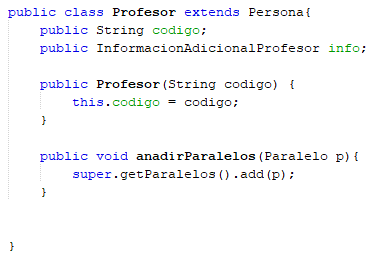 public class Profesor extends Persona{
    public String codigo;
    public InformacionAdicionalProfesor info;
    public Profesor(String codigo) {
        this.codigo = codigo;
    }
    public void anadirParalelos(Paralelo p){
        super.getParalelos().add(p);
    }
}